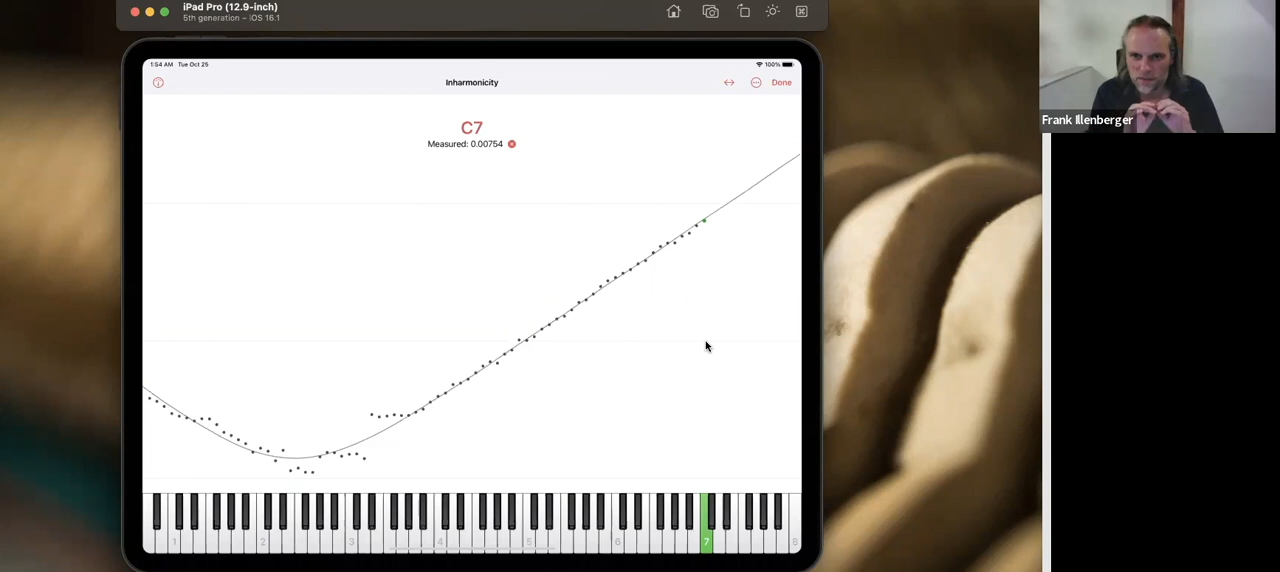 iPad Pro (12.9-inch)
5th generation – iOS 16.1
1:54 AM Tue Oct 25
100%
Inharmonicity
Done
C7
Measured: 0.00754
Frank Illenberger
1 2 3 4 5 6 7 8